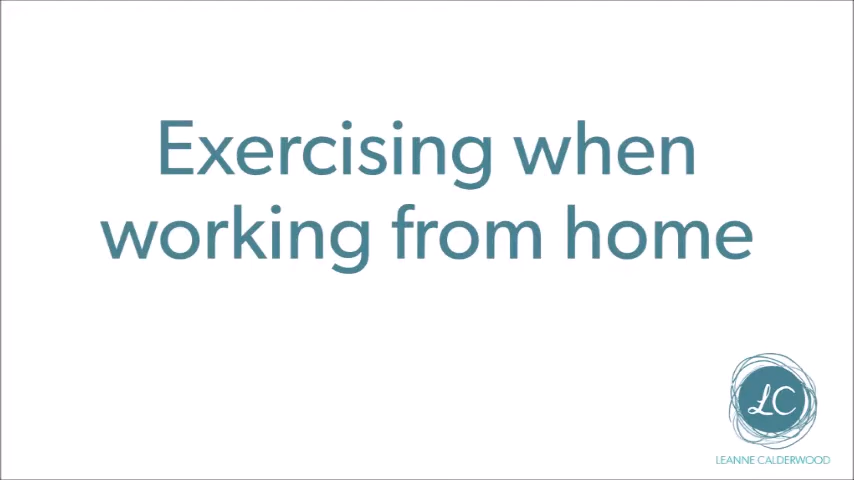 Exercising when
working from home
LC
LEANNE CALDERWOOD